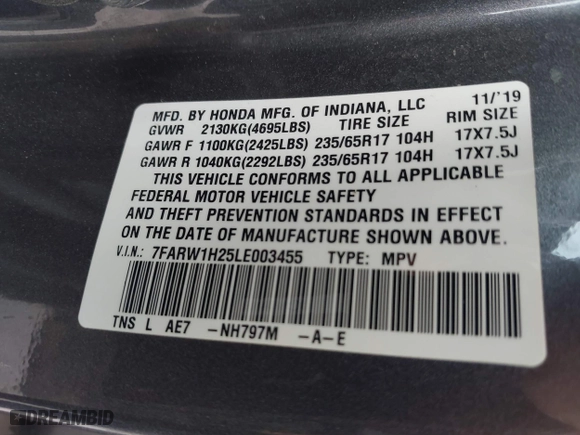 MFD. BY HONDA MFG. OF INDIANA, LLC 11/'19
GVWR 2130KG(4695LBS) TIRE SIZE RIM SIZE
GAWR F 1100KG(2425LBS) 235/65R17 104H 17X7.5J
GAWR R 1040KG(2292LBS) 235/65R17 104H 17X7.5J
THIS VEHICLE CONFORMS TO ALL APPLICABLE
FEDERAL MOTOR VEHICLE SAFETY
AND THEFT PREVENTION STANDARDS IN EFFECT
ON THE DATE OF MANUFACTURE SHOWN ABOVE.
V.I.N.: 7FARW1H25LE003455 TYPE: MPV
TNS L AE7 -NH797M -A-E
DREAMBID